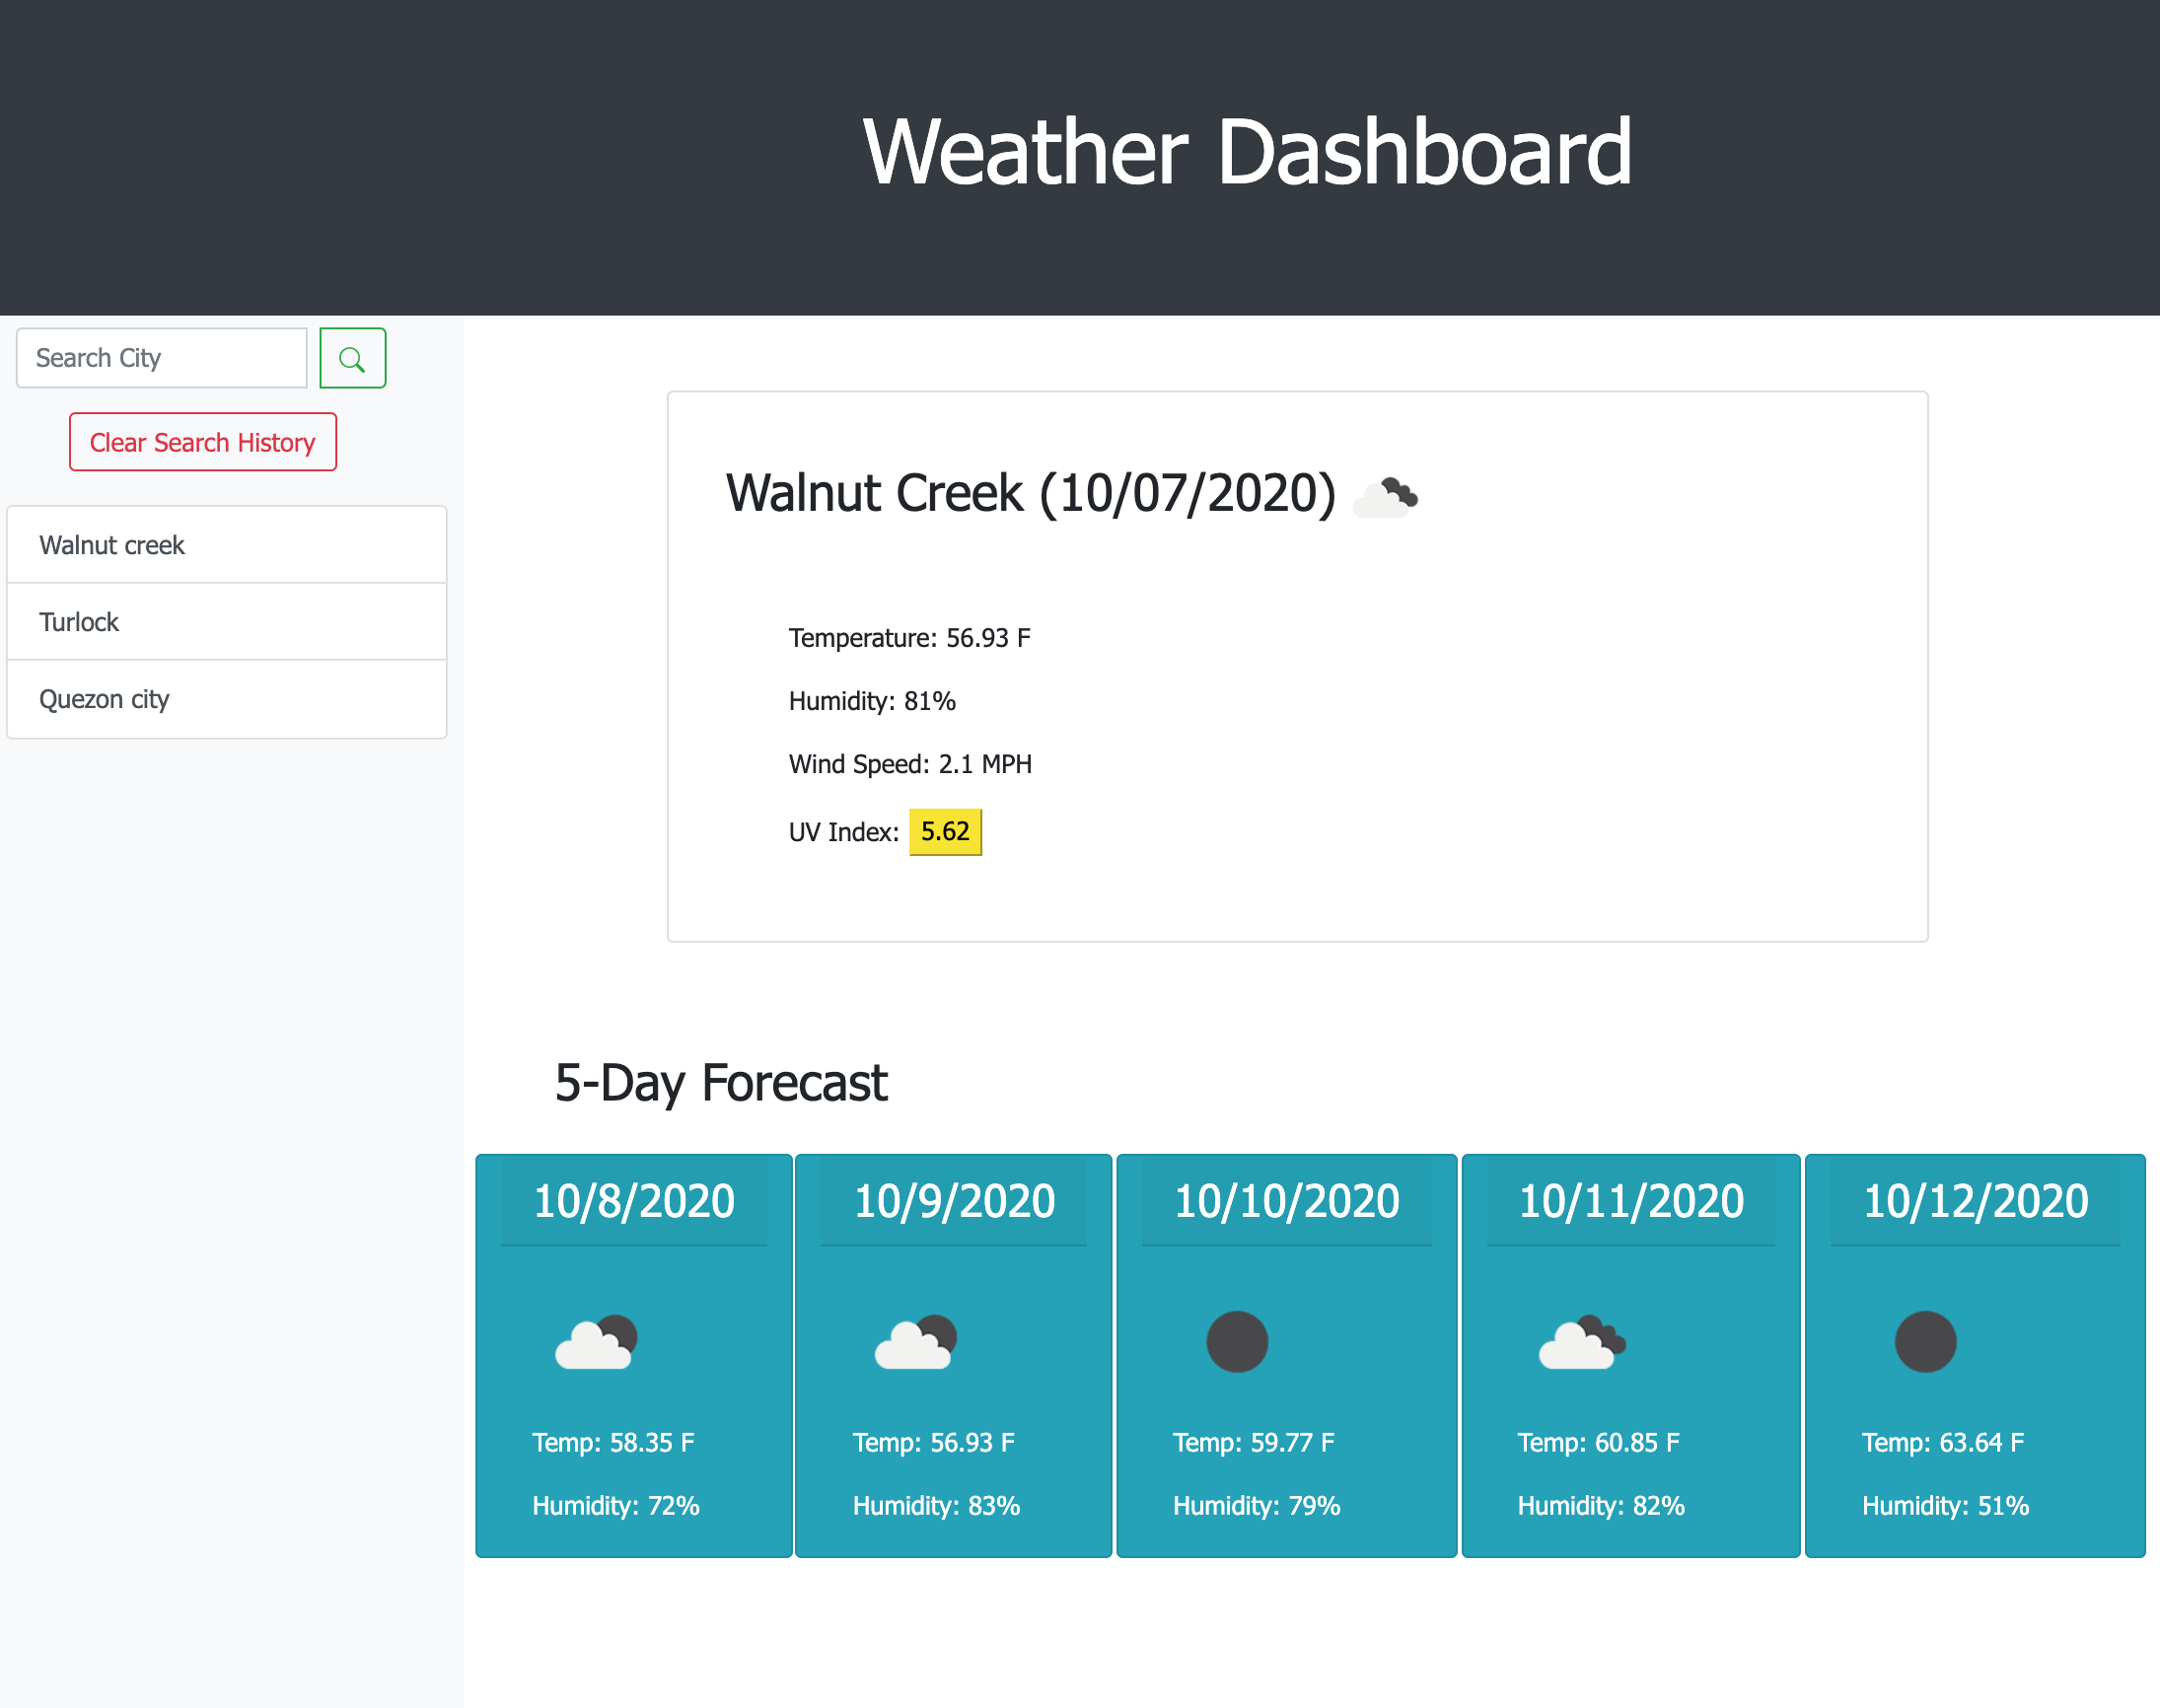 Weather Dashboard
Search City
Clear Search History
Walnut creek
Turlock
Quezon city
Walnut Creek (10/07/2020)
Temperature: 56.93 F
Humidity: 81%
Wind Speed: 2.1 MPH
UV Index: 5.62
5-Day Forecast
10/8/2020
Temp: 58.35 F
Humidity: 72%
10/9/2020
Temp: 56.93 F
Humidity: 83%
10/10/2020
Temp: 59.77 F
Humidity: 79%
10/11/2020
Temp: 60.85 F
Humidity: 82%
10/12/2020
Temp: 63.64 F
Humidity: 51%